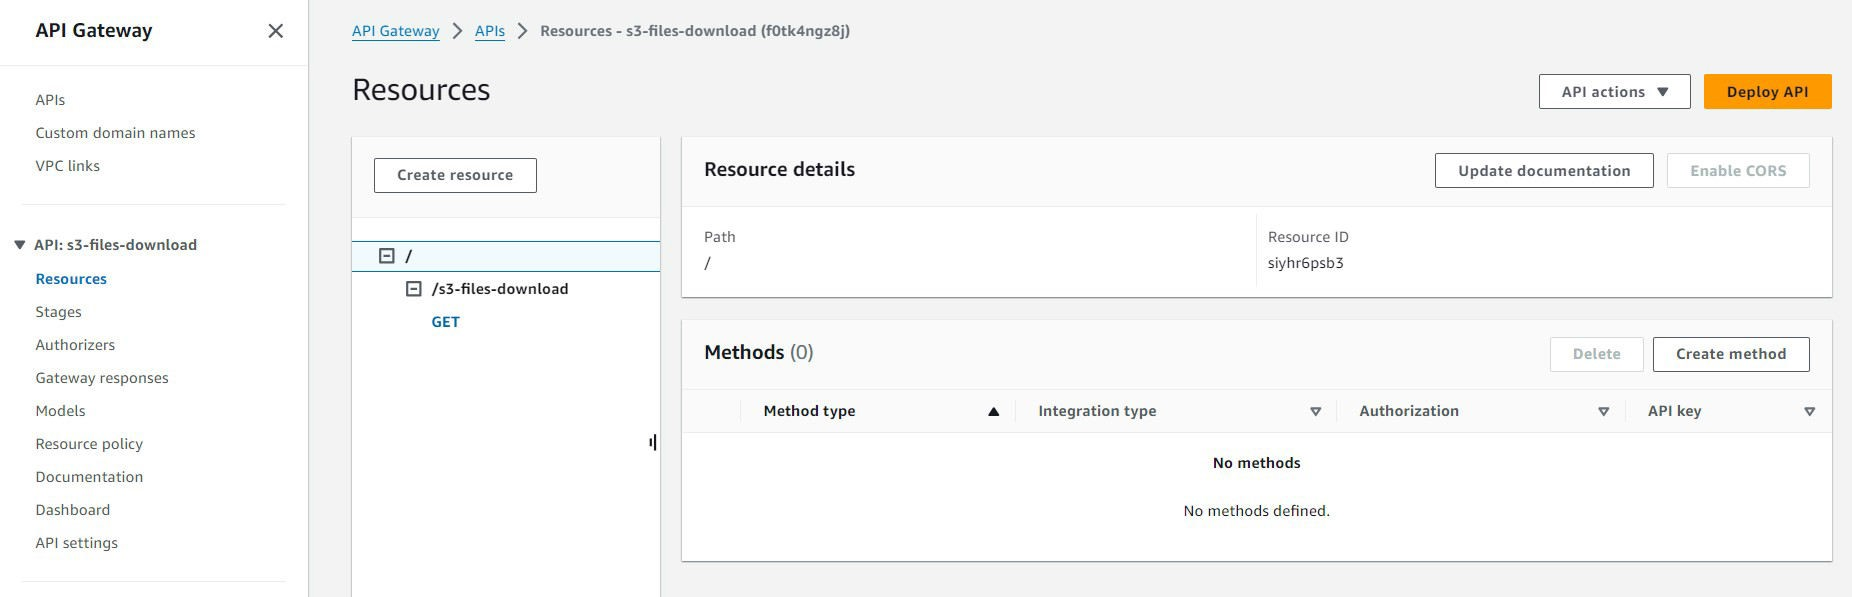 API Gateway
APIs
Custom domain names
VPC links
API: s3-files-download
Resources
Stages
Authorizers
Gateway responses
Models
Resource policy
Documentation
Dashboard
API settings
API Gateway > APIs > Resources - s3-files-download (f0tk4ngz8j)
Resources
API actions
Deploy API
Create resource
/
/s3-files-download
GET
Resource details
Update documentation
Enable CORS
Path
/
Resource ID
siyhr6psb3
Methods (0)
Delete
Create method
Method type
Integration type
Authorization
API key
No methods
No methods defined.